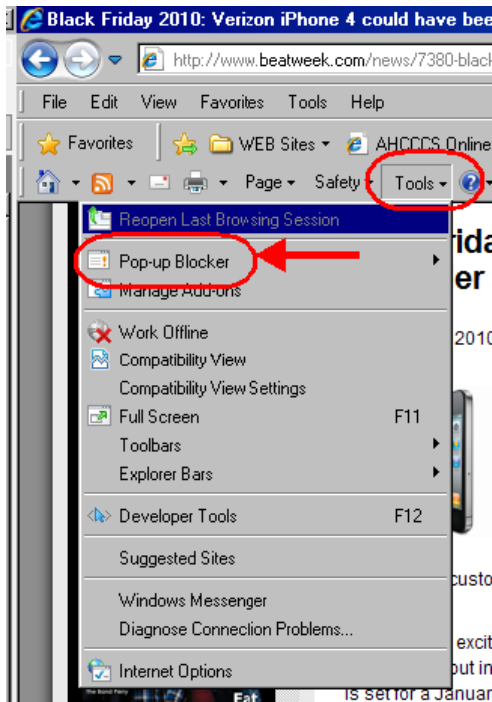 Black Friday 2010: Verizon iPhone 4 could have bee
http://www.beatweek.com/news/7380-black
File Edit View Favorites Tools Help
Favorites WEB Sites AHCCCS Online
Page Safety Tools
Reopen Last Browsing Session
Pop-up Blocker
Manage Add-ons
Work Offline
Compatibility View
Compatibility View Settings
Full Screen F11
Toolbars
Explorer Bars
Developer Tools F12
Suggested Sites
Windows Messenger
Diagnose Connection Problems...
Internet Options
rida
er
2010
custo
excit
out in
is set for a Januar
The Band Perry
Eat